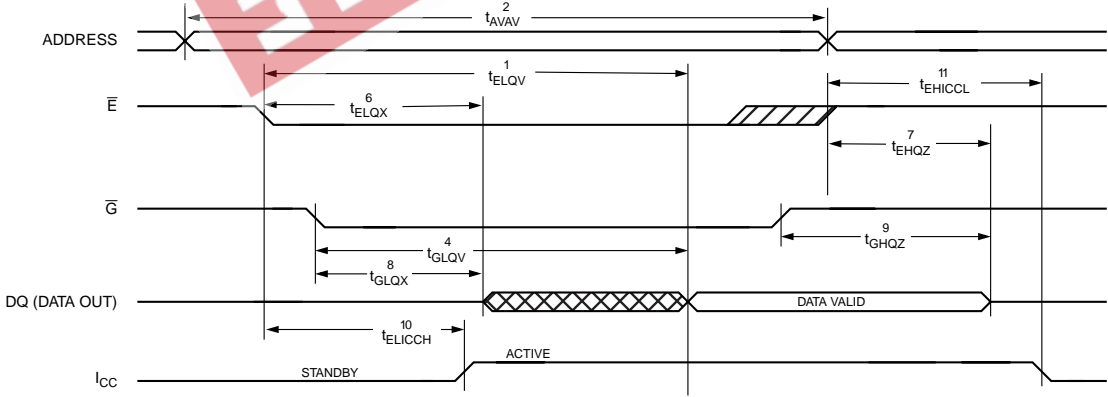 2
tAVAV
ADDRESS
1
tELQV
11
tEHICCL
E
6
tELQX
7
tEHQZ
G
4
tGLQV
9
tGHQZ
8
tGLQX
DQ (DATA OUT)
DATA VALID
10
tELICCH
ACTIVE
STANDBY
ICC